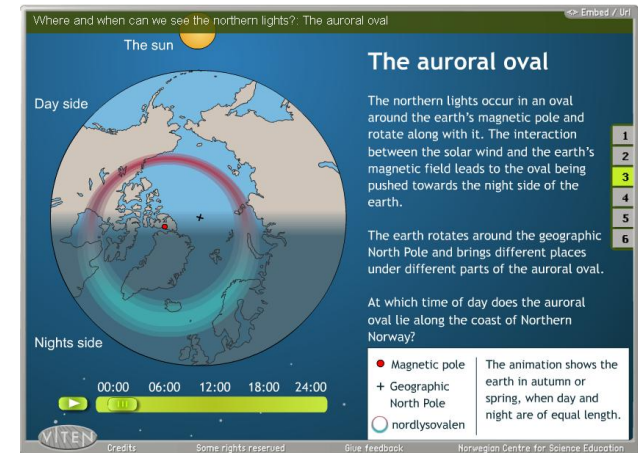 Where and when can we see the northern lights?: The auroral oval
<> Embed / Url
The sun
Day side
Nights side
00:00 06:00 12:00 18:00 24:00
The auroral oval
The northern lights occur in an oval
around the earth's magnetic pole and
rotate along with it. The interaction
between the solar wind and the earth's
magnetic field leads to the oval being
pushed towards the night side of the
earth.
The earth rotates around the geographic
North Pole and brings different places
under different parts of the auroral oval.
At which time of day does the auroral
oval lie along the coast of Northern
Norway?
1
2
3
4
5
6
Magnetic pole
+ Geographic
North Pole
nordlysovalen
The animation shows the
earth in autumn or
spring, when day and
night are of equal length.
VITEN
Credits
Some rights reserved
Give feedback
Norwegian Centre for Science Education